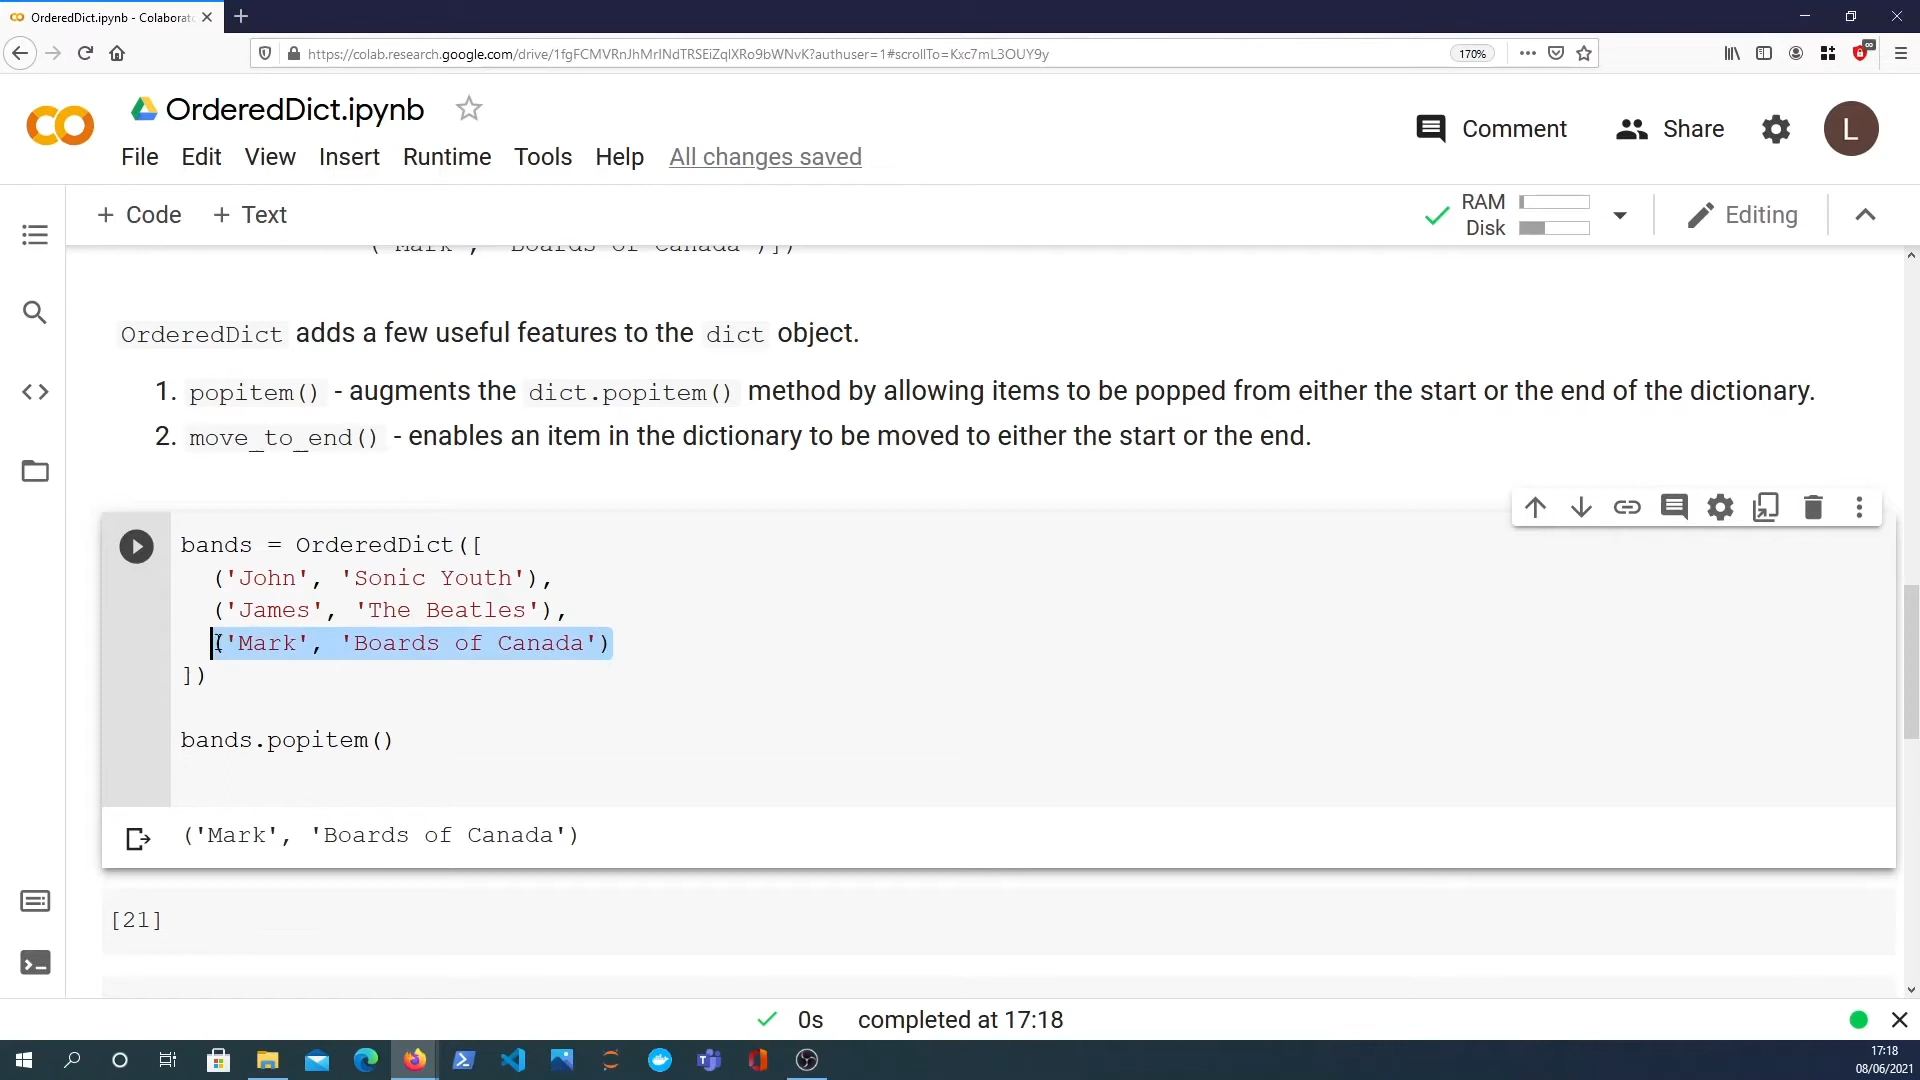 OrderedDict.ipynb - Colaborato
https://colab.research.google.com/drive/1fgFCMVRnJhMrINdTRSEiZqlXRo9bWNvK?authuser=1#scrollTo=Kxc7mL3OUY9y
170%
OrderedDict.ipynb
Comment
Share
L
File Edit View Insert Runtime Tools Help All changes saved
+ Code + Text
RAM
Disk
Editing
('Mark', 'Boards of Canada')])
OrderedDict adds a few useful features to the dict object.
1. popitem() - augments the dict.popitem() method by allowing items to be popped from either the start or the end of the dictionary.
2. move_to_end() - enables an item in the dictionary to be moved to either the start or the end.
bands = OrderedDict([
('John', 'Sonic Youth'),
('James', 'The Beatles'),
('Mark', 'Boards of Canada')
])
bands.popitem()
('Mark', 'Boards of Canada')
[21]
0s completed at 17:18
17:18
08/06/2021